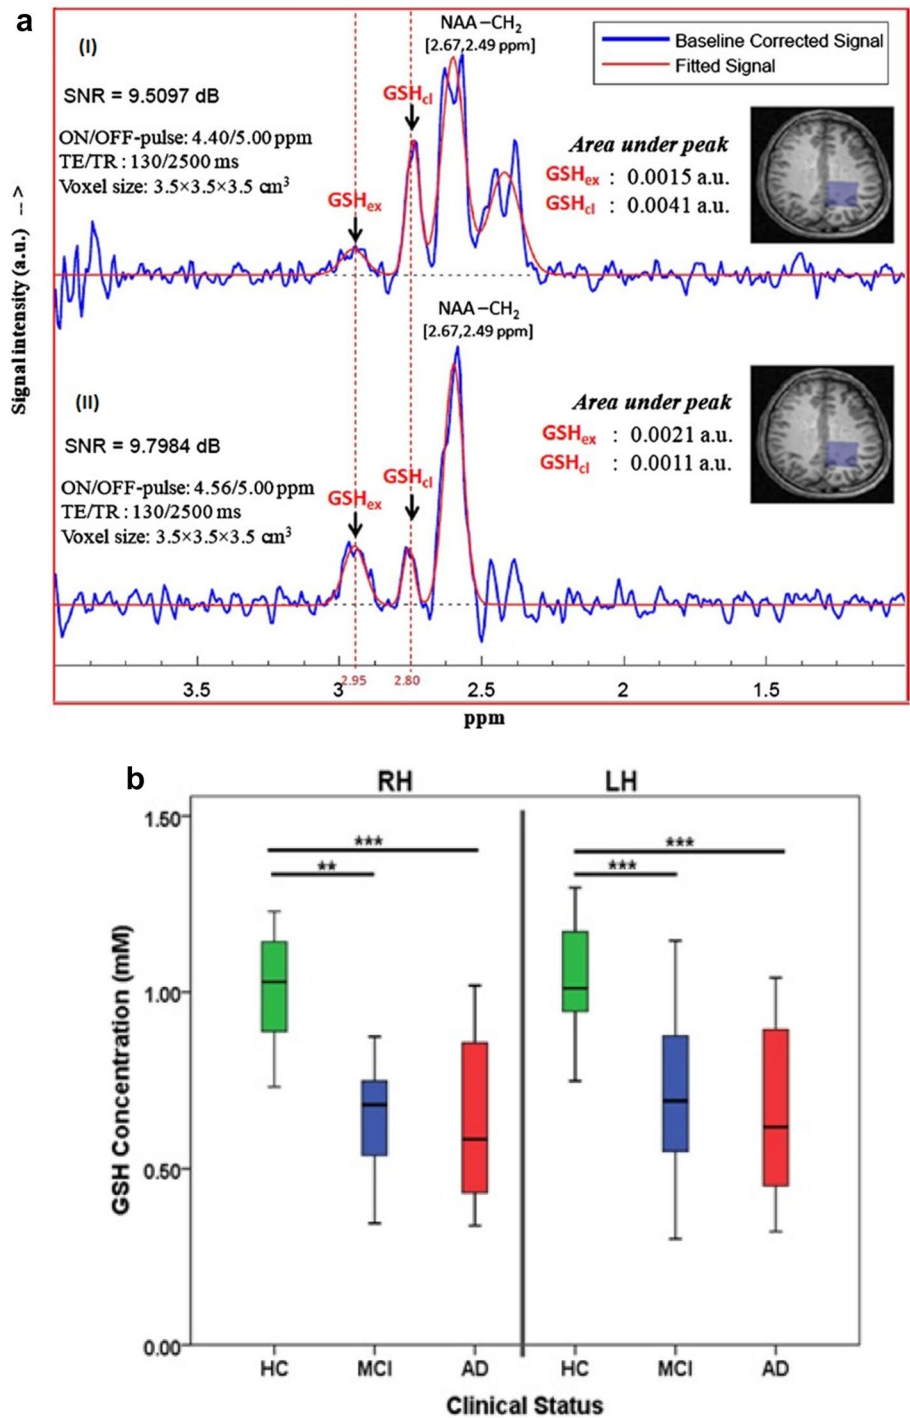 a
(I)
NAA–CH₂
[2.67,2.49 ppm]
Baseline Corrected Signal
Fitted Signal
SNR = 9.5097 dB
ON/OFF-pulse: 4.40/5.00 ppm
TE/TR : 130/2500 ms
Voxel size: 3.5×3.5×3.5 cm³
GSHex
GSHcl
Area under peak
GSHex : 0.0015 a.u.
GSHcl : 0.0041 a.u.
Signal intensity (a.u.) -->
(II)
NAA–CH₂
[2.67,2.49 ppm]
SNR = 9.7984 dB
ON/OFF-pulse: 4.56/5.00 ppm
TE/TR : 130/2500 ms
Voxel size: 3.5×3.5×3.5 cm³
GSHex
GSHcl
Area under peak
GSHex : 0.0021 a.u.
GSHcl : 0.0011 a.u.
3.5 3 2.95 2.80 2.5 2 1.5
ppm
b
RH LH
*** ***
** ***
GSH Concentration (mM)
1.50
1.00
0.50
0.00
HC MCI AD HC MCI AD
Clinical Status